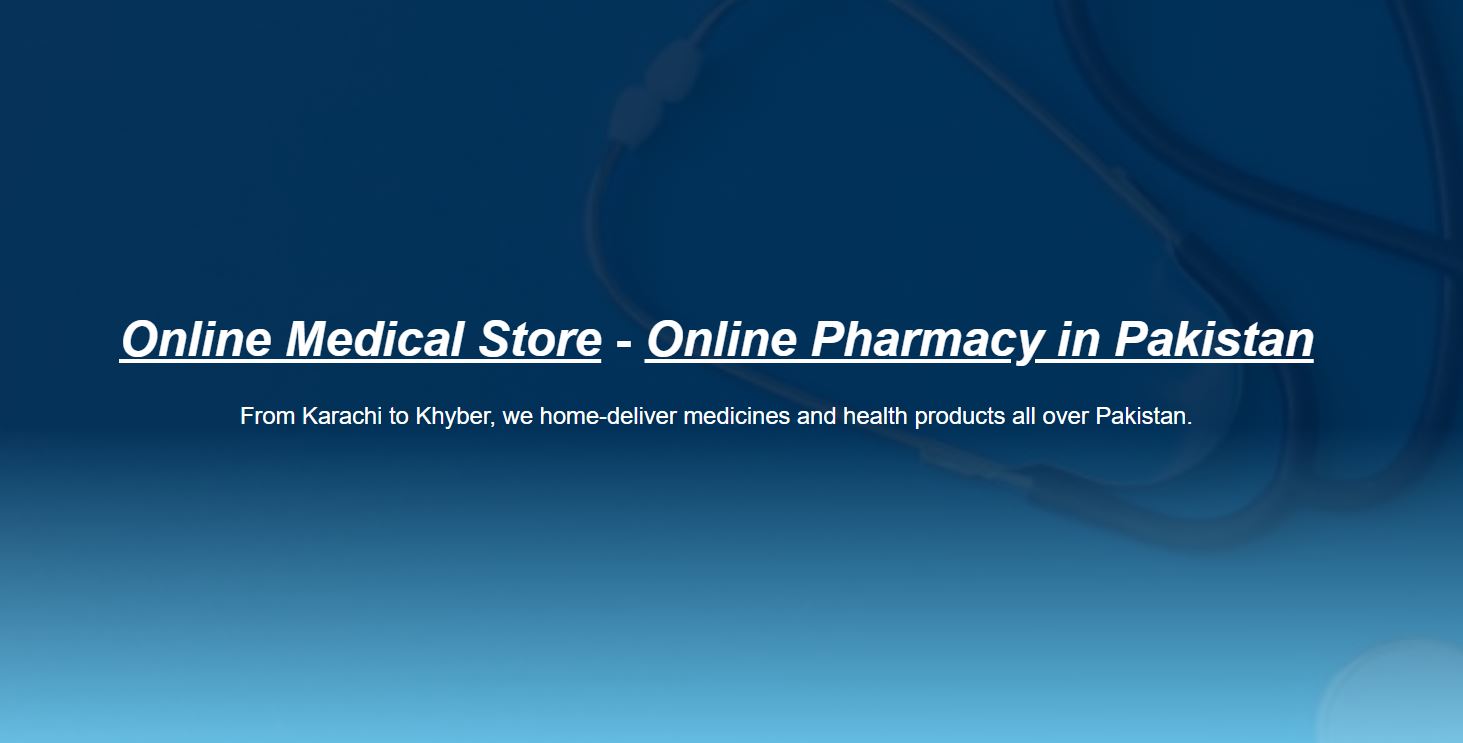 Online Medical Store - Online Pharmacy in Pakistan
From Karachi to Khyber, we home-deliver medicines and health products all over Pakistan.